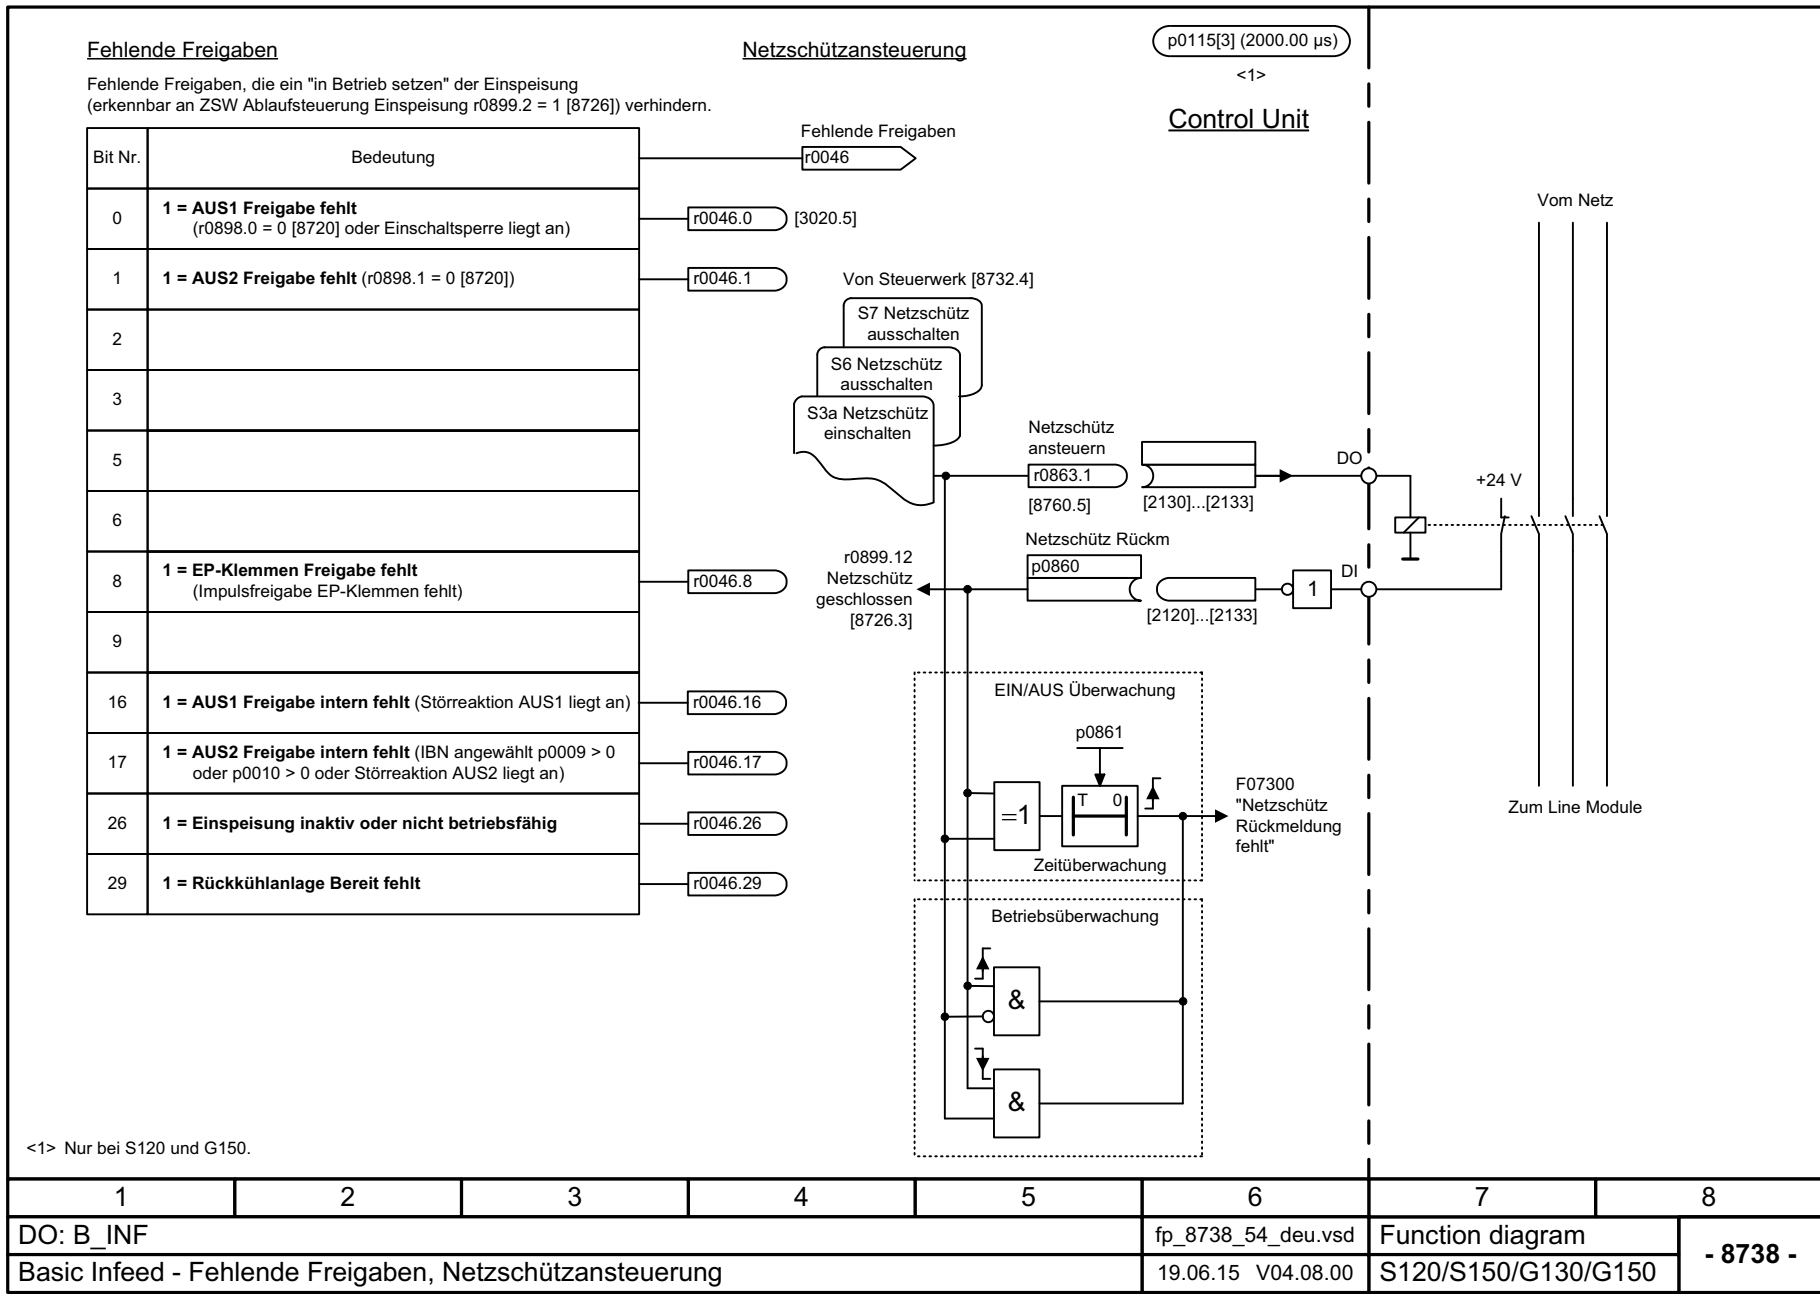 Fehlende Freigaben
Fehlende Freigaben, die ein "in Betrieb setzen" der Einspeisung
(erkennbar an ZSW Ablaufsteuerung Einspeisung r0899.2 = 1 [8726]) verhindern.
Netzschützansteuerung
p0115[3] (2000.00 µs)
<1>
Control Unit
Bit Nr.
Bedeutung
Fehlende Freigaben
r0046
0
1 = AUS1 Freigabe fehlt
(r0898.0 = 0 [8720] oder Einschaltsperre liegt an)
r0046.0
[3020.5]
1
1 = AUS2 Freigabe fehlt (r0898.1 = 0 [8720])
r0046.1
2
3
5
6
8
1 = EP-Klemmen Freigabe fehlt
(Impulsfreigabe EP-Klemmen fehlt)
r0046.8
9
16
1 = AUS1 Freigabe intern fehlt (Störreaktion AUS1 liegt an)
r0046.16
17
1 = AUS2 Freigabe intern fehlt (IBN angewählt p0009 > 0
oder p0010 > 0 oder Störreaktion AUS2 liegt an)
r0046.17
26
1 = Einspeisung inaktiv oder nicht betriebsfähig
r0046.26
29
1 = Rückkühlanlage Bereit fehlt
r0046.29
Von Steuerwerk [8732.4]
S7 Netzschütz
ausschalten
S6 Netzschütz
ausschalten
S3a Netzschütz
einschalten
Netzschütz
ansteuern
r0863.1
[8760.5]
[2130]...[2133]
DO
Netzschütz Rückm
p0860
[2120]...[2133]
1
DI
r0899.12
Netzschütz
geschlossen
[8726.3]
Vom Netz
+24 V
Zum Line Module
EIN/AUS Überwachung
p0861
=1
T 0
Zeitüberwachung
F07300
"Netzschütz
Rückmeldung
fehlt"
Betriebsüberwachung
&
&
<1> Nur bei S120 und G150.
1 2 3 4 5 6 7 8
DO: B_INF
fp_8738_54_deu.vsd
Function diagram
- 8738 -
Basic Infeed - Fehlende Freigaben, Netzschützansteuerung
19.06.15 V04.08.00
S120/S150/G130/G150